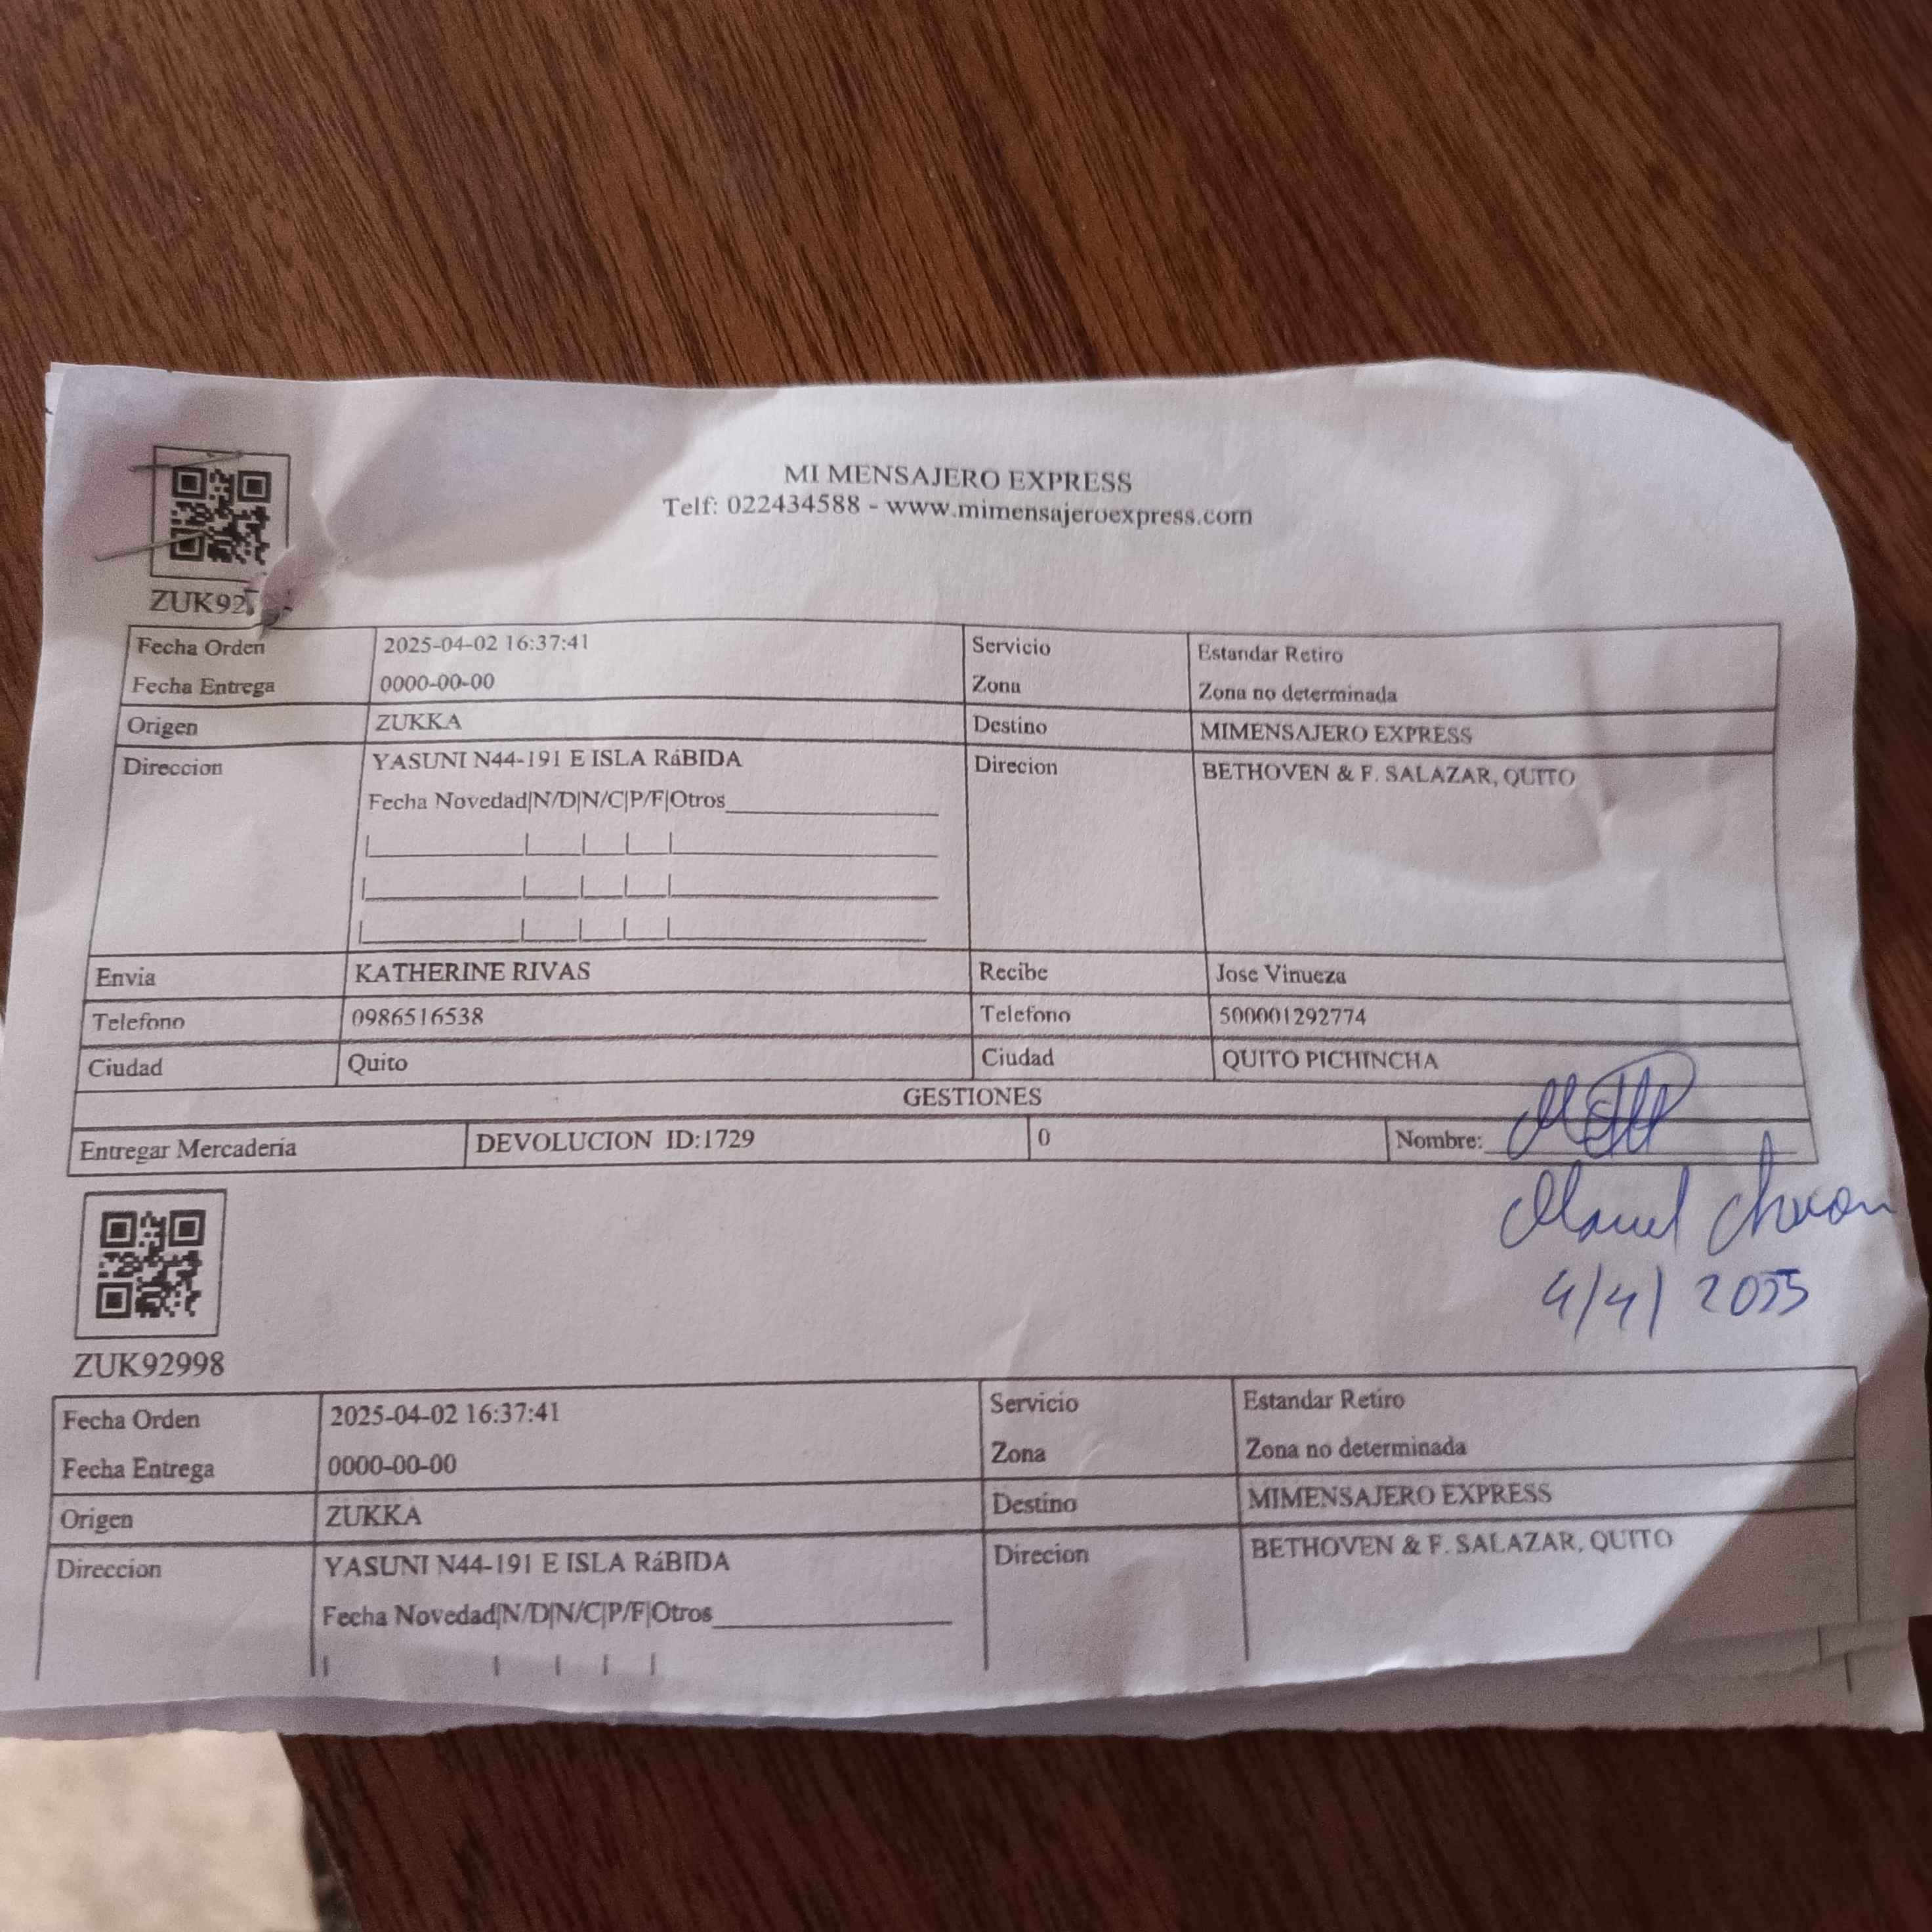 MI MENSAJERO EXPRESS
Telf: 022434588 - www.mimensajeroexpress.com
Fecha Orden 2025-04-02 16:37:41 Servicio Estandar Retiro
Fecha Entrega 0000-00-00 Zona Zona no determinada
Origen ZUKKA Destino MIMENSAJERO EXPRESS
Direccion YASUNI N44-191 E ISLA RáBIDA Direcion BETHOVEN & F. SALAZAR, QUITO
Fecha Novedad|N/D|N/C|P/F|Otros
Envia KATHERINE RIVAS Recibe Jose Vinueza
Telefono 0986516538 Telefono 500001292774
Ciudad Quito Ciudad QUITO PICHINCHA
GESTIONES
Entregar Mercadería DEVOLUCION ID:1729 0 Nombre:
4/4/
ZUK92998
Fecha Orden 2025-04-02 16:37:41 Servicio Estandar Retiro
Fecha Entrega 0000-00-00 Zona Zona no determinada
Origen ZUKKA Destino MIMENSAJERO EXPRESS
Direccion YASUNI N44-191 E ISLA RáBIDA Direcion BETHOVEN & F. SALAZAR, QUITO
Fecha Novedad|N/D|N/C|P/F|Otros